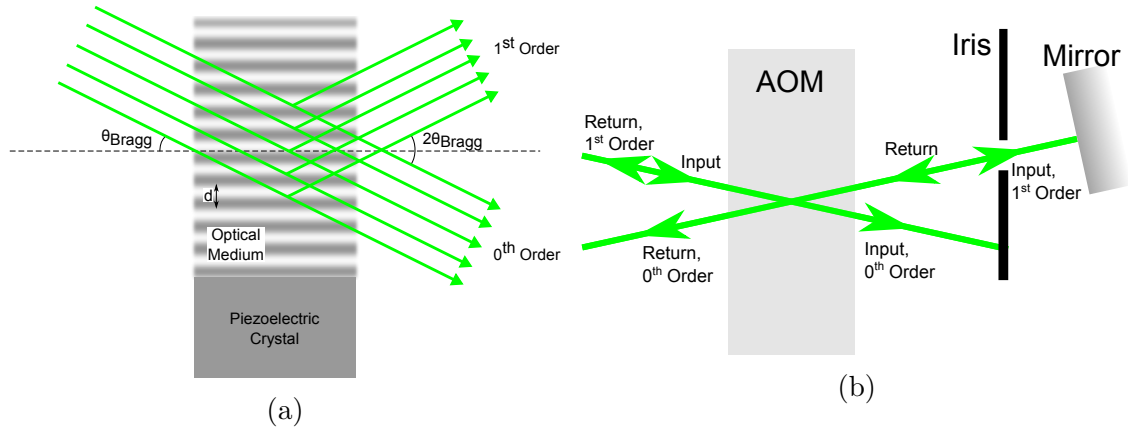 1st Order
θBragg
2θBragg
d
Optical
Medium
0th Order
Piezoelectric
Crystal
(a)
Iris
Mirror
AOM
Return,
1st Order
Input
Return
Input,
1st Order
Return,
0th Order
Input,
0th Order
(b)